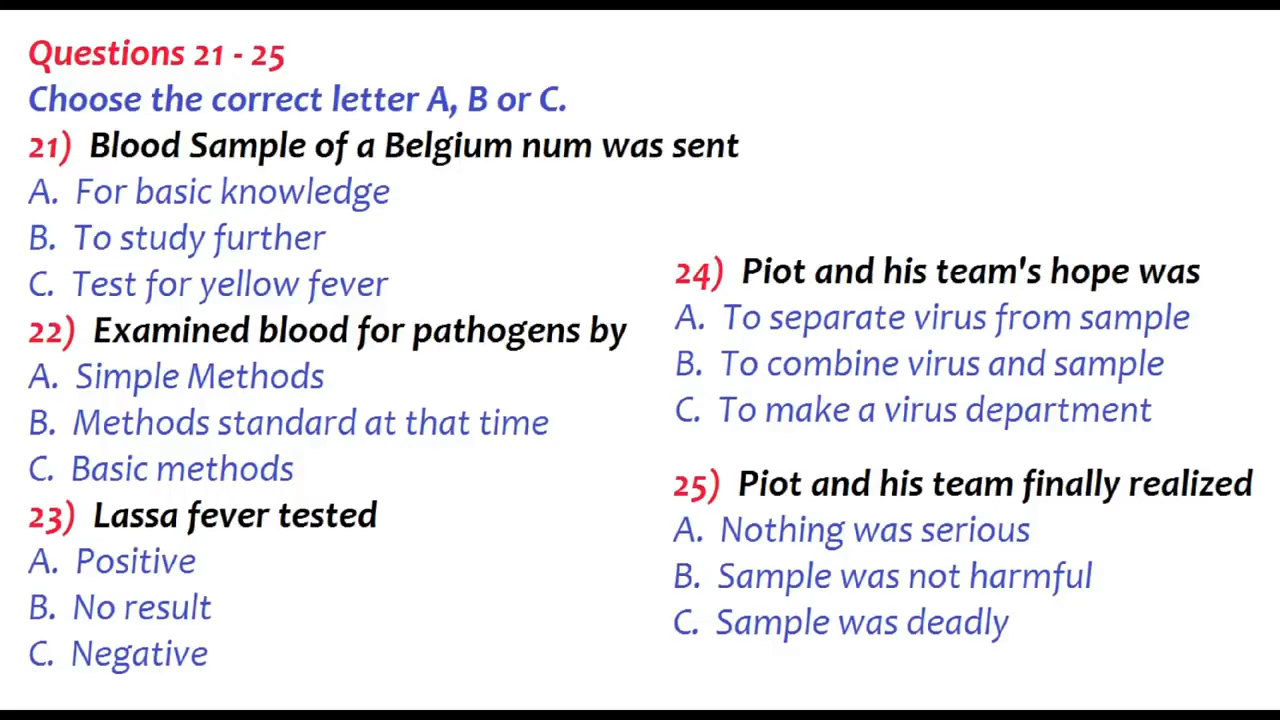 Questions 21 - 25
Choose the correct letter A, B or C.
21) Blood Sample of a Belgium num was sent
A. For basic knowledge
B. To study further
C. Test for yellow fever
22) Examined blood for pathogens by
A. Simple Methods
B. Methods standard at that time
C. Basic methods
23) Lassa fever tested
A. Positive
B. No result
C. Negative
24) Piot and his team's hope was
A. To separate virus from sample
B. To combine virus and sample
C. To make a virus department
25) Piot and his team finally realized
A. Nothing was serious
B. Sample was not harmful
C. Sample was deadly